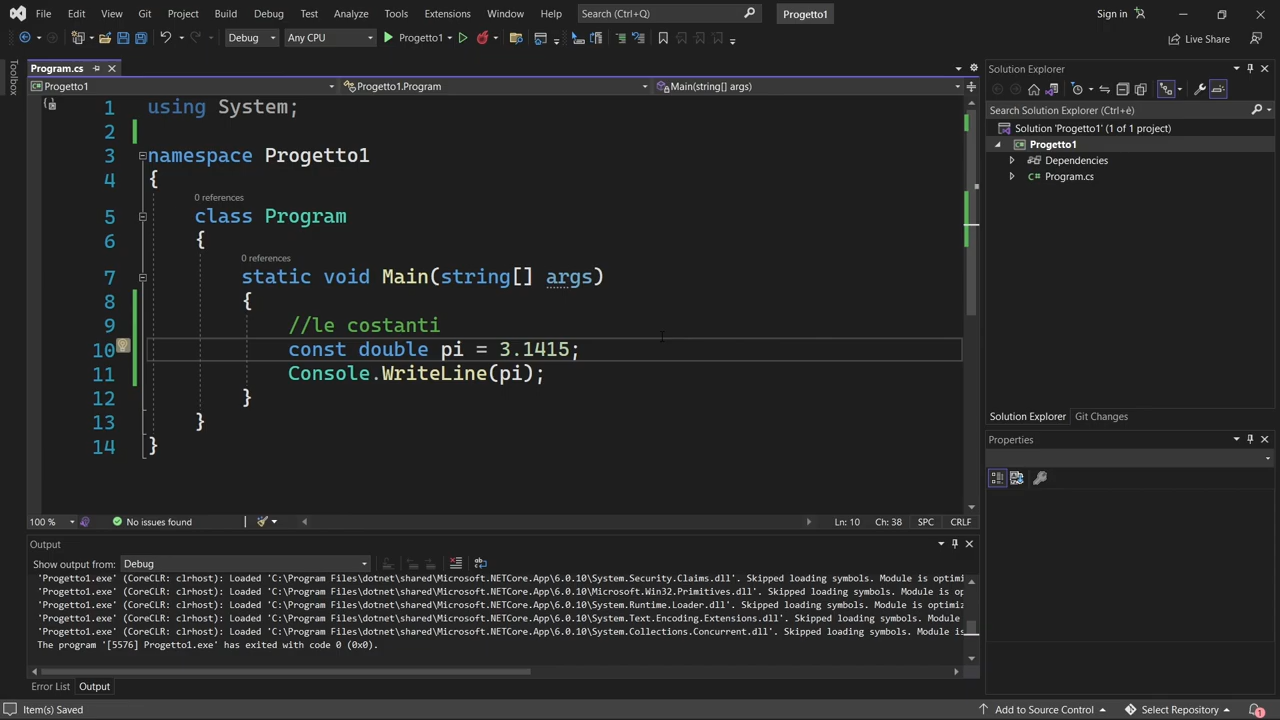 File Edit View Git Project Build Debug Test Analyze Tools Extensions Window Help Search (Ctrl+Q) Progetto1 Sign in
Debug Any CPU Progetto1 Live Share
Toolbox
Program.cs
Progetto1 Progetto1.Program Main(string[] args)
1 using System;
2
3 namespace Progetto1
4 {
0 references
5 class Program
6 {
0 references
7 static void Main(string[] args)
8 {
9 //le costanti
10 const double pi = 3.1415;
11 Console.WriteLine(pi);
12 }
13 }
14 }
100 % No issues found Ln: 10 Ch: 38 SPC CRLF
Output
Show output from: Debug
'Progetto1.exe' (CoreCLR: clrhost): Loaded 'C:\Program Files\dotnet\shared\Microsoft.NETCore.App\6.0.10\System.Security.Claims.dll'. Skipped loading symbols. Module is optimiz
'Progetto1.exe' (CoreCLR: clrhost): Loaded 'C:\Program Files\dotnet\shared\Microsoft.NETCore.App\6.0.10\Microsoft.Win32.Primitives.dll'. Skipped loading symbols. Module is op
'Progetto1.exe' (CoreCLR: clrhost): Loaded 'C:\Program Files\dotnet\shared\Microsoft.NETCore.App\6.0.10\System.Runtime.Loader.dll'. Skipped loading symbols. Module is optimiz
'Progetto1.exe' (CoreCLR: clrhost): Loaded 'C:\Program Files\dotnet\shared\Microsoft.NETCore.App\6.0.10\System.Text.Encoding.Extensions.dll'. Skipped loading symbols. Module
'Progetto1.exe' (CoreCLR: clrhost): Loaded 'C:\Program Files\dotnet\shared\Microsoft.NETCore.App\6.0.10\System.Collections.Concurrent.dll'. Skipped loading symbols. Module is
The program '[5576] Progetto1.exe' has exited with code 0 (0x0).
Error List Output
Solution Explorer
Search Solution Explorer (Ctrl+è)
Solution 'Progetto1' (1 of 1 project)
Progetto1
Dependencies
C# Program.cs
Solution Explorer Git Changes
Properties
Item(s) Saved Add to Source Control Select Repository 1